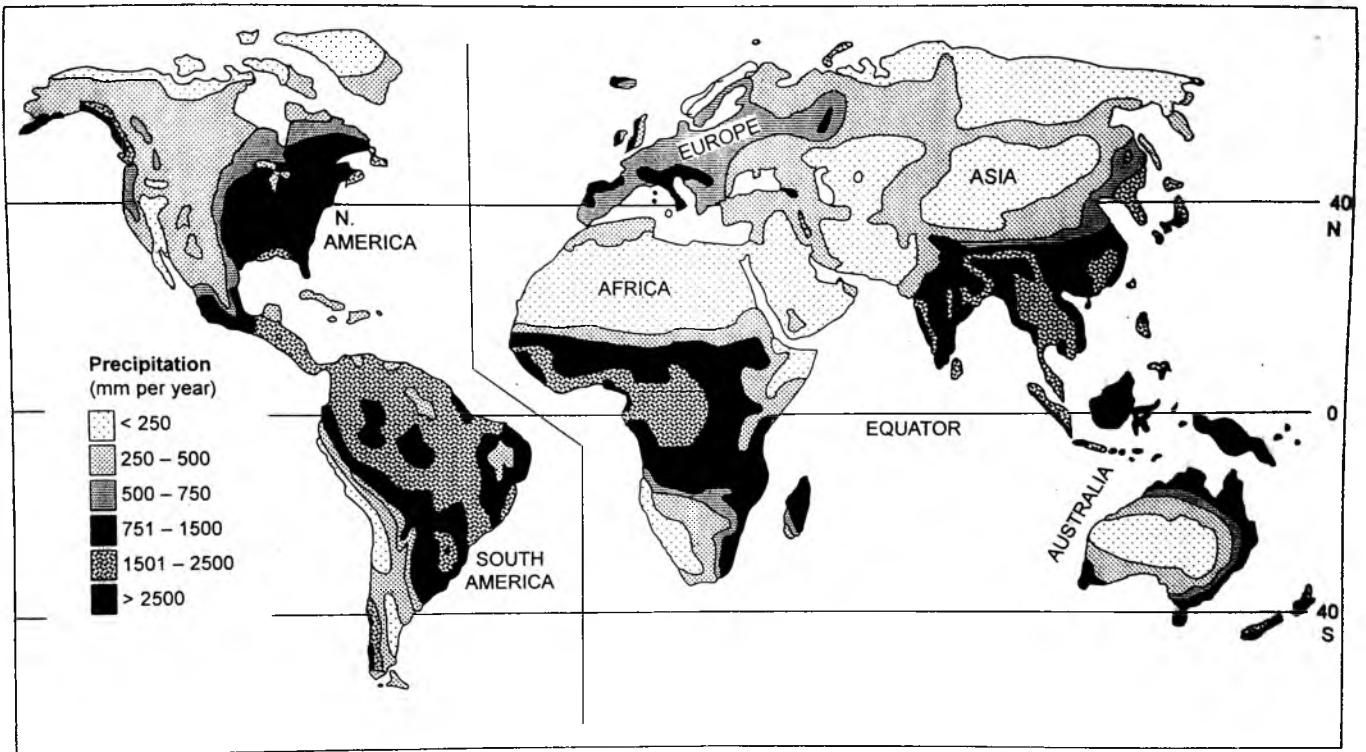 N.
AMERICA
EUROPE
ASIA
40
N
AFRICA
Precipitation
(mm per year)
< 250
250 – 500
500 – 750
751 – 1500
1501 – 2500
> 2500
EQUATOR
0
SOUTH
AMERICA
AUSTRALIA
40
S